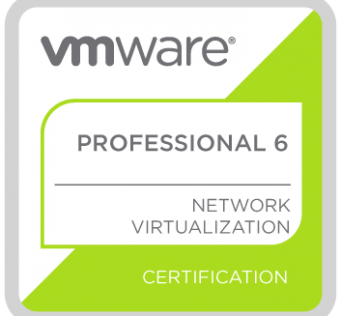 vmware®
PROFESSIONAL 6
NETWORK
VIRTUALIZATION
CERTIFICATION